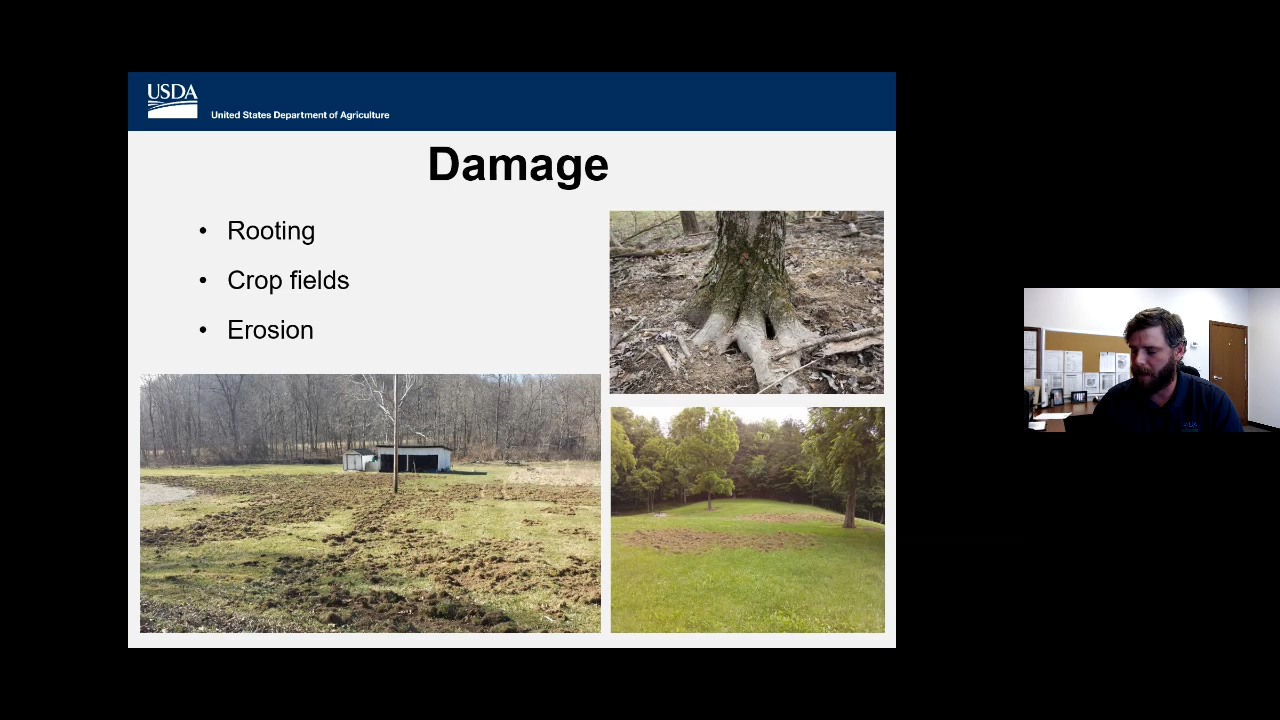 USDA
United States Department of Agriculture
Damage
• Rooting
• Crop fields
• Erosion